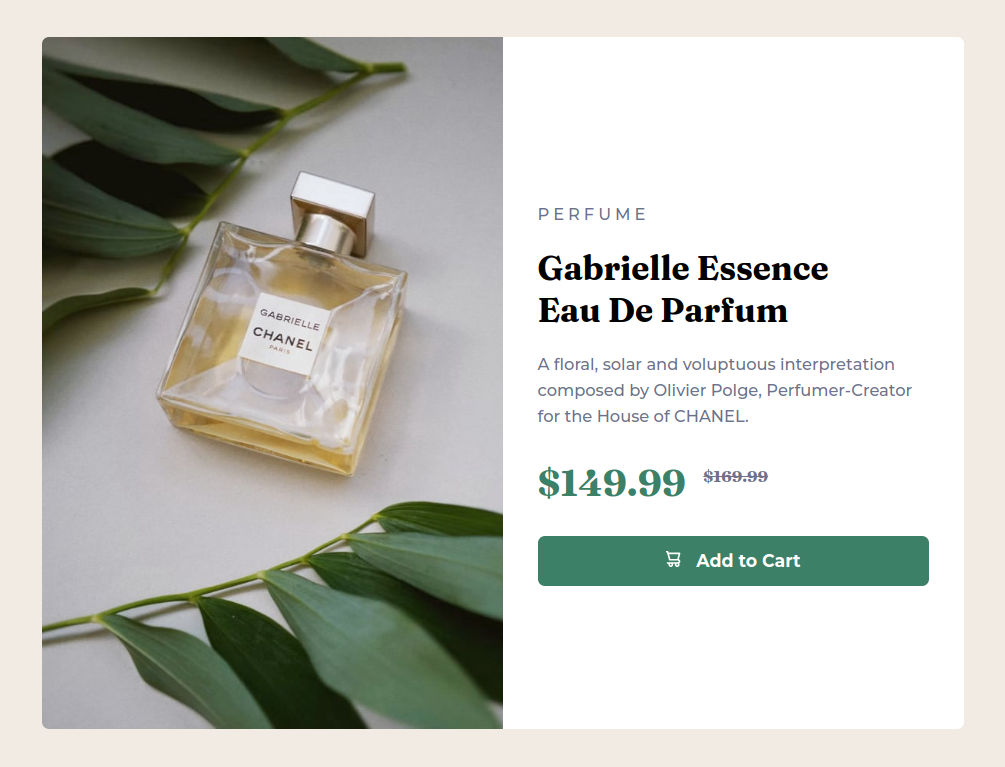 GABRIELLE
CHANEL
PARIS
PERFUME
Gabrielle Essence
Eau De Parfum
A floral, solar and voluptuous interpretation
composed by Olivier Polge, Perfumer-Creator
for the House of CHANEL.
$149.99 $169.99
Add to Cart